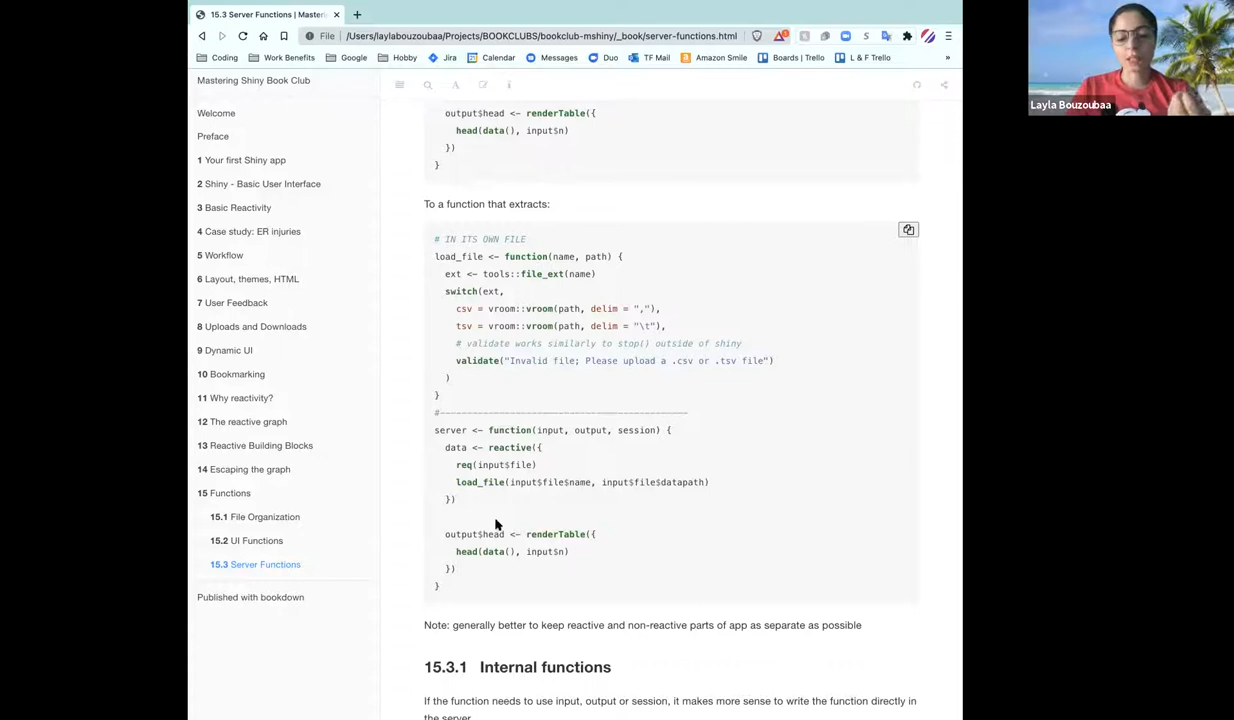 15.3 Server Functions | Master
File
/Users/laylabouzoubaa/Projects/BOOKCLUBS/bookclub-mshiny/_book/server-functions.html
Coding
Work Benefits
Google
Hobby
Jira
Calendar
Messages
Duo
TF Mail
Amazon Smile
Boards | Trello
L & F Trello
»
Layla Bouzoubaa
Mastering Shiny Book Club
Welcome
Preface
1 Your first Shiny app
2 Shiny - Basic User Interface
3 Basic Reactivity
4 Case study: ER injuries
5 Workflow
6 Layout, themes, HTML
7 User Feedback
8 Uploads and Downloads
9 Dynamic UI
10 Bookmarking
11 Why reactivity?
12 The reactive graph
13 Reactive Building Blocks
14 Escaping the graph
15 Functions
15.1 File Organization
15.2 UI Functions
15.3 Server Functions
Published with bookdown
output$head <- renderTable({
head(data(), input$n)
})
}
To a function that extracts:
# IN ITS OWN FILE
load_file <- function(name, path) {
ext <- tools::file_ext(name)
switch(ext,
csv = vroom::vroom(path, delim = ","),
tsv = vroom::vroom(path, delim = "\t"),
# validate works similarly to stop() outside of shiny
validate("Invalid file; Please upload a .csv or .tsv file")
)
}
#------------------------------------------------
server <- function(input, output, session) {
data <- reactive({
req(input$file)
load_file(input$file$name, input$file$datapath)
})
output$head <- renderTable({
head(data(), input$n)
})
}
Note: generally better to keep reactive and non-reactive parts of app as separate as possible
15.3.1 Internal functions
If the function needs to use input, output or session, it makes more sense to write the function directly in
the server